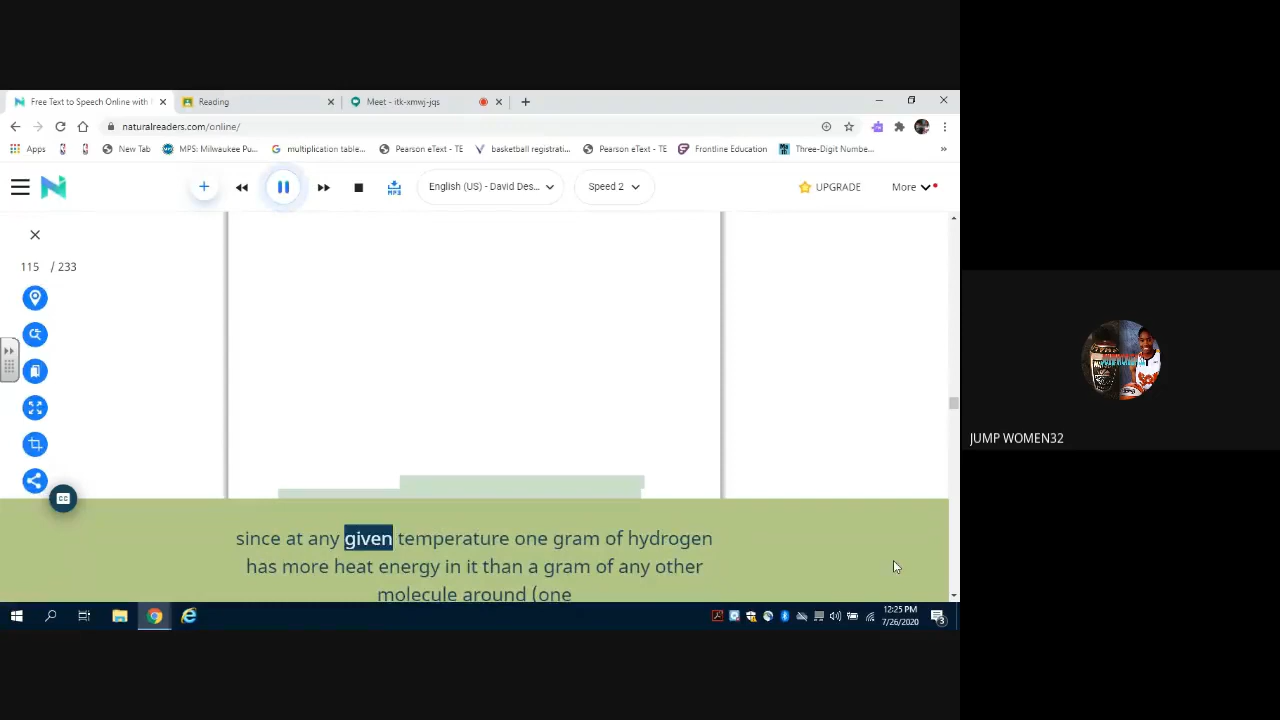 Free Text to Speech Online with
Reading
Meet - itk-xmwj-jqs
naturalreaders.com/online/
Apps
New Tab
MPS: Milwaukee Pu...
multiplication table...
Pearson eText - TE
basketball registrati...
Pearson eText - TE
Frontline Education
Three-Digit Numbe...
MP3
English (US) - David Des...
Speed 2
UPGRADE
More
115 / 233
CC
since at any given temperature one gram of hydrogen
has more heat energy in it than a gram of any other
molecule around (one
JUMP WOMEN32
12:25 PM
7/26/2020
3